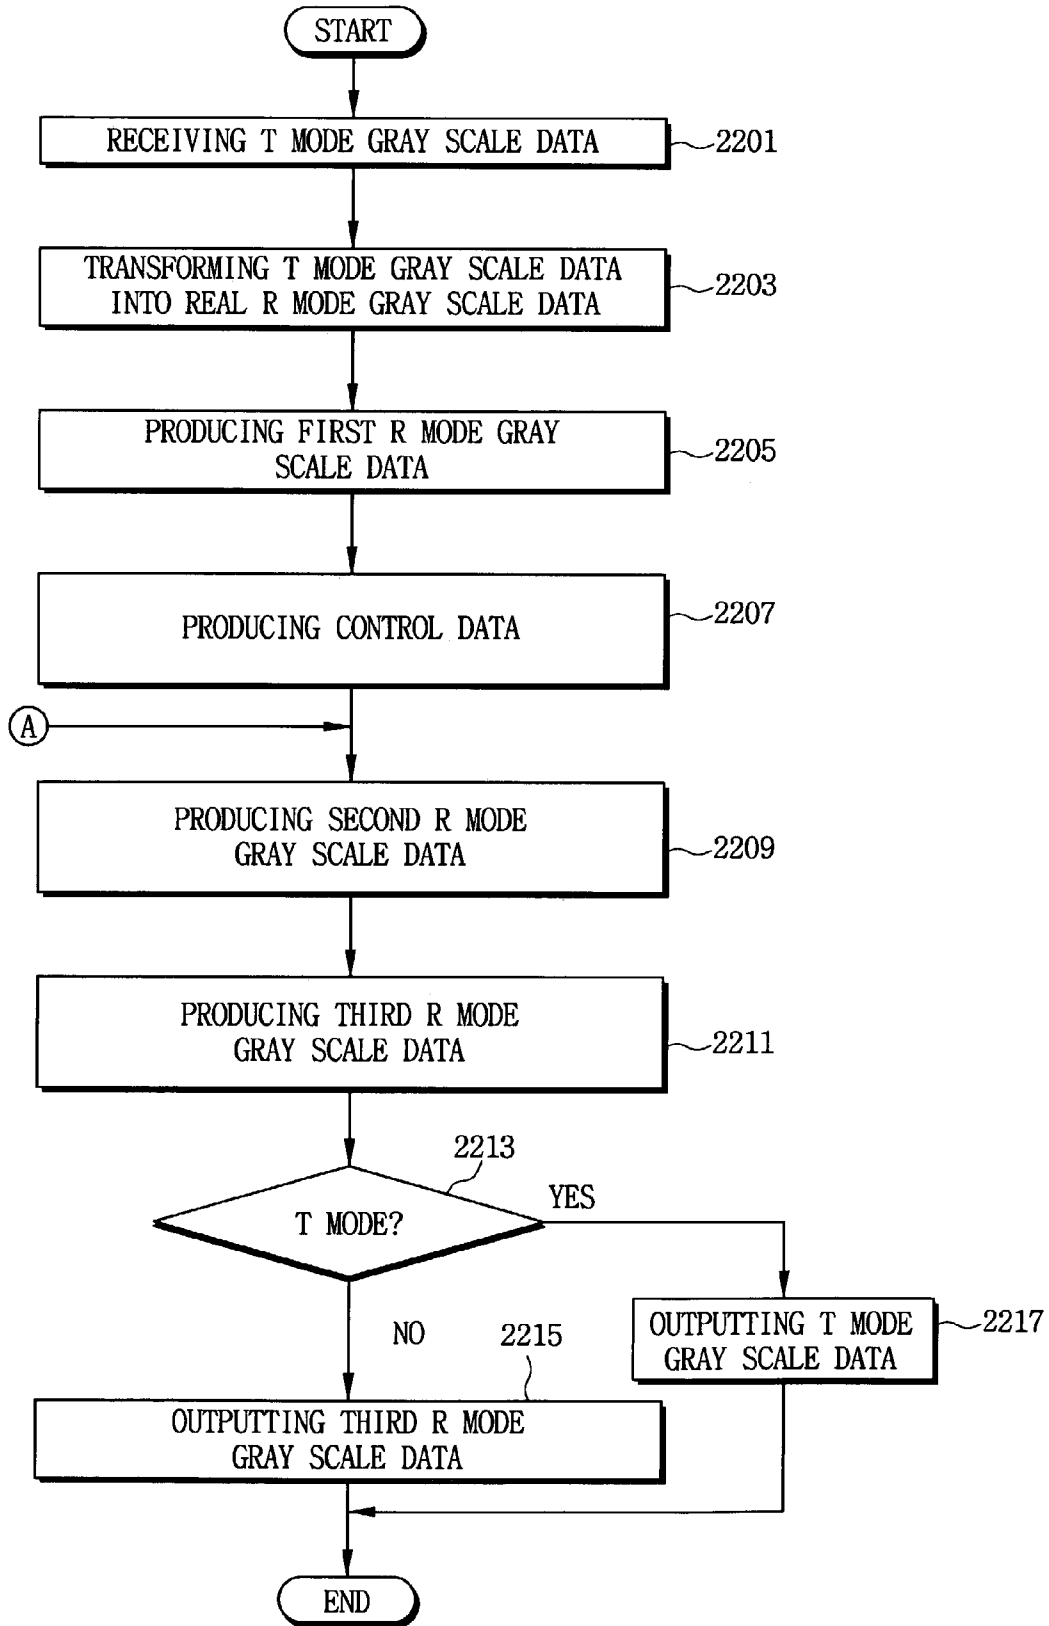 START
RECEIVING T MODE GRAY SCALE DATA
2201
TRANSFORMING T MODE GRAY SCALE DATA
INTO REAL R MODE GRAY SCALE DATA
2203
PRODUCING FIRST R MODE GRAY
SCALE DATA
2205
PRODUCING CONTROL DATA
2207
A
PRODUCING SECOND R MODE
GRAY SCALE DATA
2209
PRODUCING THIRD R MODE
GRAY SCALE DATA
2211
2213
T MODE?
YES
NO
OUTPUTTING T MODE
GRAY SCALE DATA
2217
2215
OUTPUTTING THIRD R MODE
GRAY SCALE DATA
END